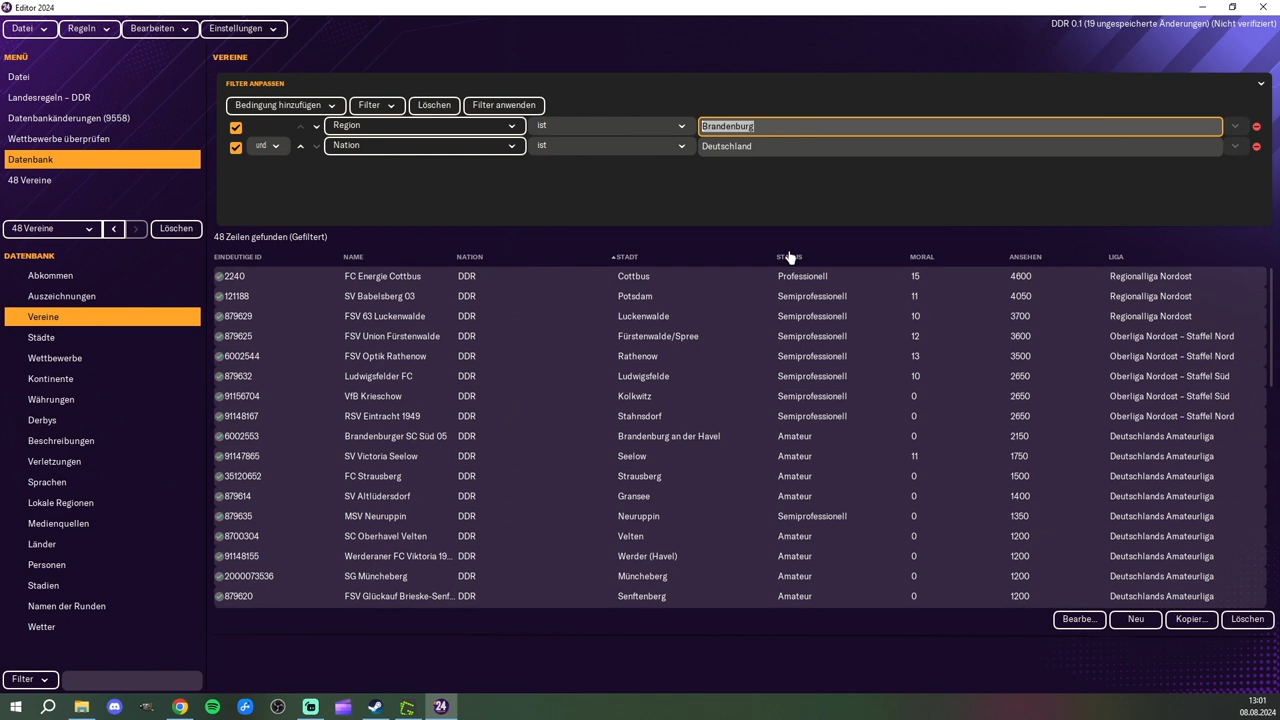 Editor 2024
Datei Regeln Bearbeiten Einstellungen DDR 0.1 (19 ungespeicherte Änderungen) (Nicht verifiziert)
MENÜ
Datei
Landesregeln – DDR
Datenbankänderungen (9558)
Wettbewerbe überprüfen
Datenbank
48 Vereine
48 Vereine Löschen
DATENBANK
Abkommen
Auszeichnungen
Vereine
Städte
Wettbewerbe
Kontinente
Währungen
Derbys
Beschreibungen
Verletzungen
Sprachen
Lokale Regionen
Medienquellen
Länder
Personen
Stadien
Namen der Runden
Wetter
Filter
VEREINE
FILTER ANPASSEN
Bedingung hinzufügen Filter Löschen Filter anwenden
Region ist Brandenburg
und Nation ist Deutschland
48 Zeilen gefunden (Gefiltert)
EINDEUTIGE ID NAME NATION STADT MORAL ANSEHEN LIGA
2240 FC Energie Cottbus DDR Cottbus Professionell 15 4600 Regionalliga Nordost
121188 SV Babelsberg 03 DDR Potsdam Semiprofessionell 11 4050 Regionalliga Nordost
879629 FSV 63 Luckenwalde DDR Luckenwalde Semiprofessionell 10 3700 Regionalliga Nordost
879625 FSV Union Fürstenwalde DDR Fürstenwalde/Spree Semiprofessionell 12 3600 Oberliga Nordost – Staffel Nord
6002544 FSV Optik Rathenow DDR Rathenow Semiprofessionell 13 3500 Oberliga Nordost – Staffel Nord
879632 Ludwigsfelder FC DDR Ludwigsfelde Semiprofessionell 10 2650 Oberliga Nordost – Staffel Süd
91156704 VfB Krieschow DDR Kolkwitz Semiprofessionell 0 2650 Oberliga Nordost – Staffel Süd
91148167 RSV Eintracht 1949 DDR Stahnsdorf Semiprofessionell 0 2650 Oberliga Nordost – Staffel Nord
6002553 Brandenburger SC Süd 05 DDR Brandenburg an der Havel Amateur 0 2150 Deutschlands Amateurliga
91147865 SV Victoria Seelow DDR Seelow Amateur 11 1750 Deutschlands Amateurliga
35120652 FC Strausberg DDR Strausberg Amateur 0 1500 Deutschlands Amateurliga
879614 SV Altlüdersdorf DDR Gransee Amateur 0 1400 Deutschlands Amateurliga
879635 MSV Neuruppin DDR Neuruppin Semiprofessionell 0 1350 Deutschlands Amateurliga
8700304 SC Oberhavel Velten DDR Velten Amateur 0 1200 Deutschlands Amateurliga
91148155 Werderaner FC Viktoria 19... DDR Werder (Havel) Amateur 0 1200 Deutschlands Amateurliga
2000073536 SG Müncheberg DDR Müncheberg Amateur 0 1200 Deutschlands Amateurliga
879620 FSV Glückauf Brieske-Senf... DDR Senftenberg Amateur 0 1200 Deutschlands Amateurliga
Bearbe... Neu Kopier... Löschen
24
13:01
08.08.2024